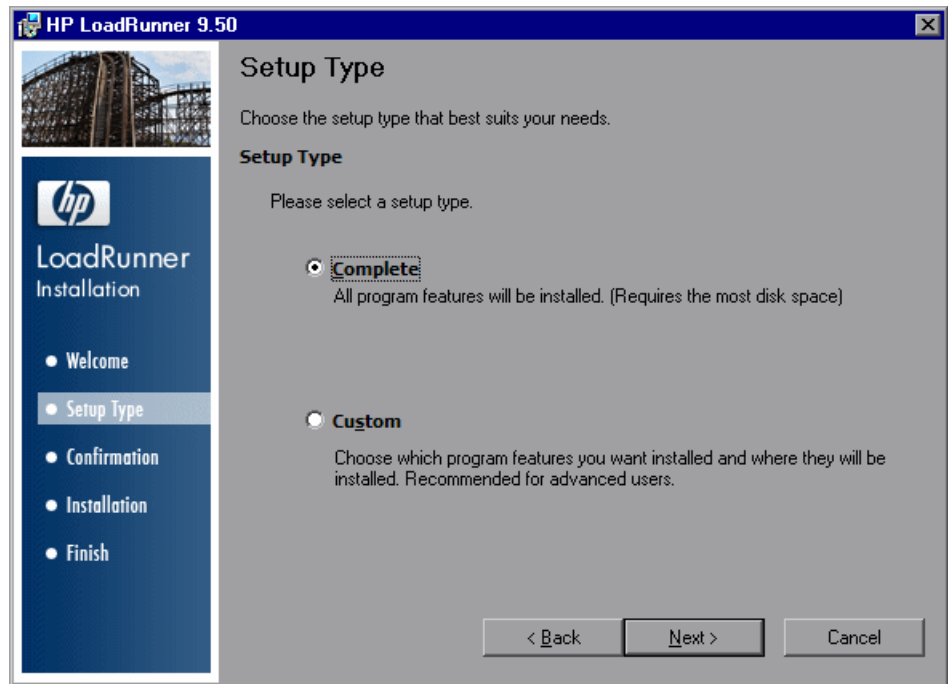 HP LoadRunner 9.50
Setup Type
Choose the setup type that best suits your needs.
Setup Type
Please select a setup type.
Complete
All program features will be installed. (Requires the most disk space)
Custom
Choose which program features you want installed and where they will be
installed. Recommended for advanced users.
hp
LoadRunner
Installation
Welcome
Setup Type
Confirmation
Installation
Finish
< Back
Next >
Cancel